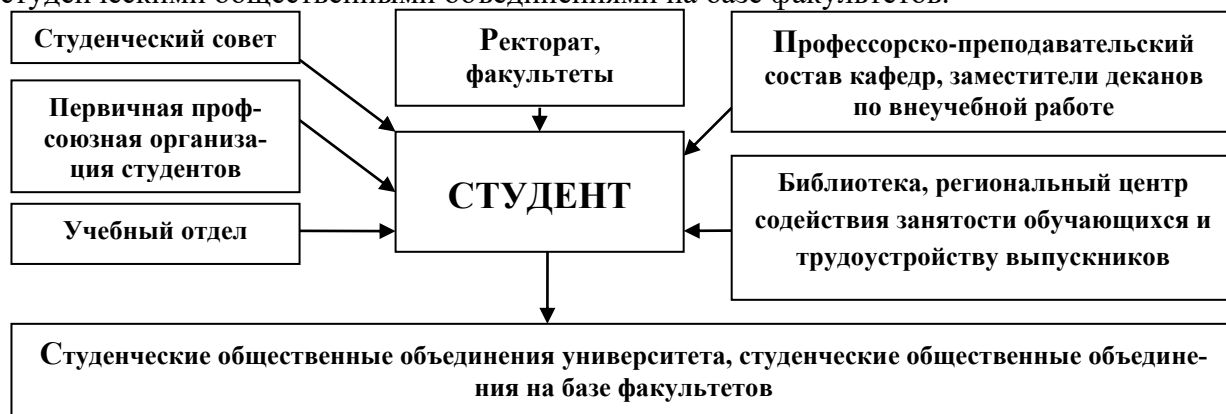 студенческими общественными объединениями на базе факультетов.
Студенческий совет
Ректорат,
факультеты
Профессорско-преподавательский
состав кафедр, заместители деканов
по внеучебной работе
Первичная проф-
союзная организа-
ция студентов
СТУДЕНТ
Библиотека, региональный центр
содействия занятости обучающихся и
трудоустройству выпускников
Учебный отдел
Студенческие общественные объединения университета, студенческие общественные объедине-
ния на базе факультетов